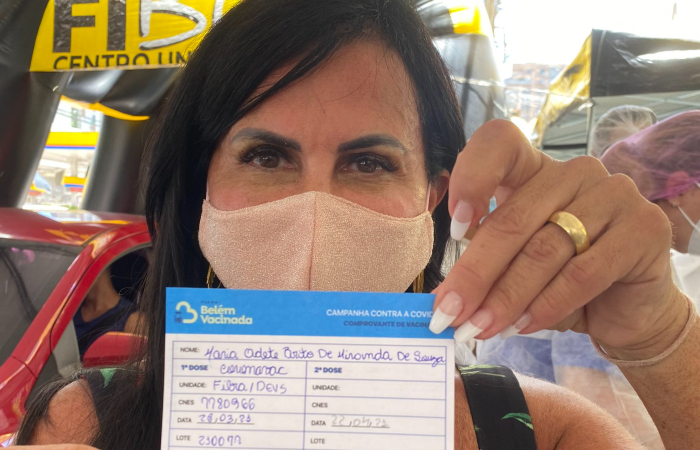 FIB
CENTRO UN
Belém
Vacinada
CAMPANHA CONTRA A COVID
COMPROVANTE DE VACINA
NOME: Maria Odete Brito De Miranda De Souza
1ª DOSE Coronavac 2ª DOSE
UNIDADE: Fibra/DEVS UNIDADE:
CNES 7780966 CNES
DATA 28,03,21 DATA 22,04,21
LOTE 210077 LOTE